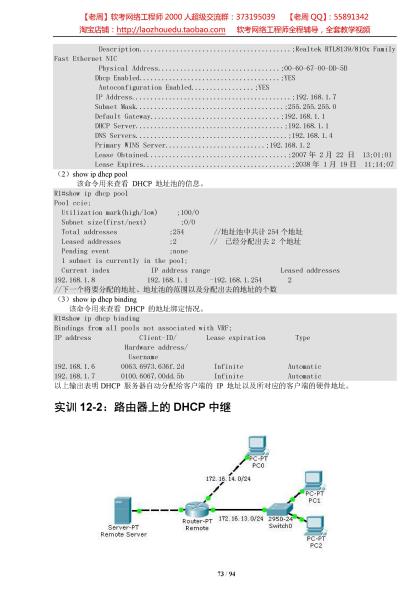 【老周】软考网络工程师 2000 人超级交流群：373195039 【老周 QQ】：55891342
淘宝店铺：http://laozhouedu.taobao.com 软考网络工程师全程辅导，全套教学视频
Description........................................:Realtek RTL8139/810x Family
Fast Ethernet NIC
Physical Address................................:00-60-67-00-DD-5B
Dhcp Enabled.....................................:YES
Autoconfiguration Enabled................:YES
IP Address.........................................:192.168.1.7
Subnet Mask.......................................:255.255.255.0
Default Gateway...................................:192.168.1.1
DHCP Server........................................:192.168.1.1
DNS Servers........................................:192.168.1.4
Primary WINS Server..........................:192.168.1.2
Lease Obtained.....................................:2007 年 2 月 22 日 13:01:01
Lease Expires......................................:2038 年 1 月 19 日 11:14:07
（2）show ip dhcp pool
该命令用来查看 DHCP 地址池的信息。
R1#show ip dhcp pool
Pool ccie:
Utilization mark(high/low) :100/0
Subnet size(first/next) :0/0
Total addresses :254 //地址池中共计 254 个地址
Leased addresses :2 // 已经分配出去 2 个地址
Pending event :none
1 subnet is currently in the pool:
Current index IP address range Leased addresses
192.168.1.8 192.168.1.1 -192.168.1.254 2
//下一个将要分配的地址、地址池的范围以及分配出去的地址的个数
（3）show ip dhcp binding
该命令用来查看 DHCP 的地址绑定情况。
R1#show ip dhcp binding
Bindings from all pools not associated with VRF:
IP address Client-ID/ Lease expiration Type
Hardware address/
Username
192.168.1.6 0063.6973.636f.2d Infinite Automatic
192.168.1.7 0100.6067.00dd.5b Infinite Automatic
以上输出表明 DHCP 服务器自动分配给客户端的 IP 地址以及所对应的客户端的硬件地址。
实训 12-2：路由器上的 DHCP 中继
PC-PT
PC0
172.16.14.0/24
PC-PT
PC1
Server-PT
Remote Server
Router-PT
Remote
172.16.13.0/24
2950-24
Switch0
PC-PT
PC2
73 / 94